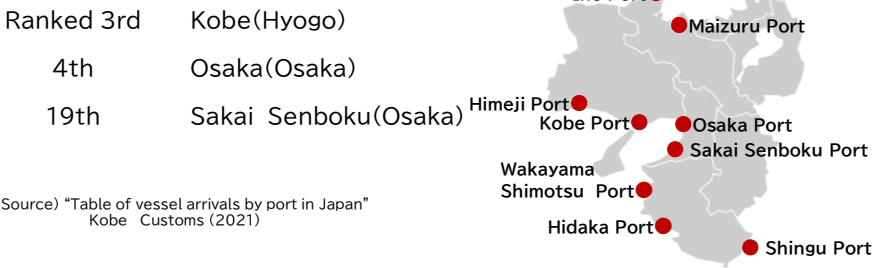 Ranked 3rd Kobe(Hyogo)
4th Osaka(Osaka)
19th Sakai Senboku(Osaka)
Source) “Table of vessel arrivals by port in Japan”
Kobe Customs (2021)
Maizuru Port
Himeji Port
Kobe Port
Osaka Port
Sakai Senboku Port
Wakayama
Shimotsu Port
Hidaka Port
Shingu Port